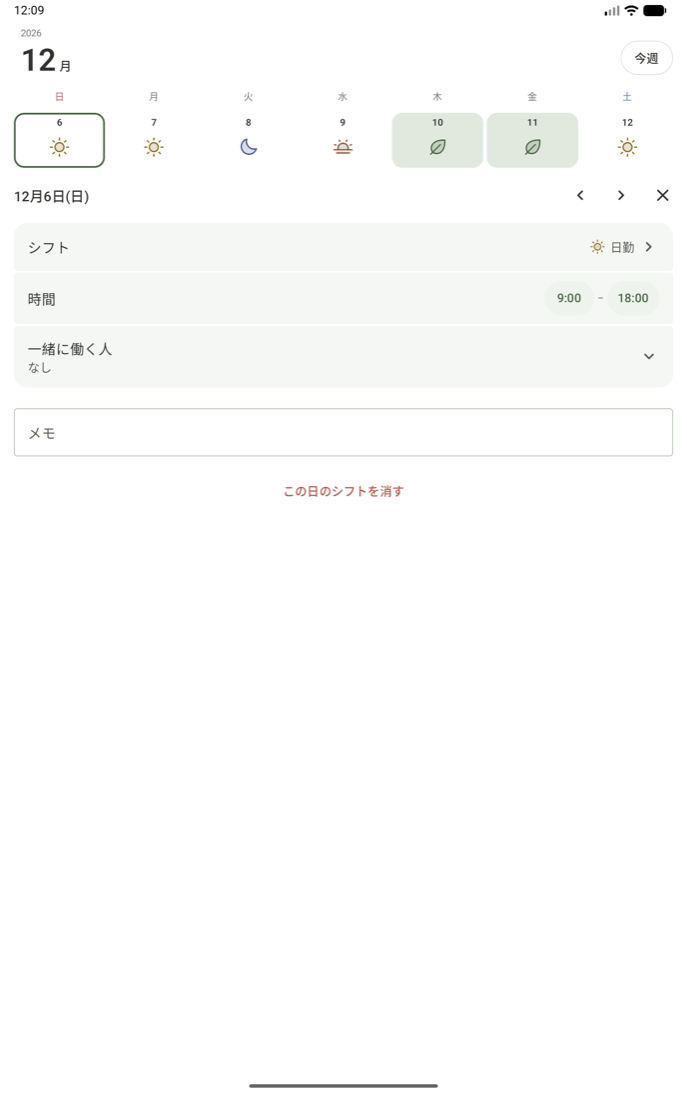 12:09
2026
12月
今週
日 月 火 水 木 金 土
6 7 8 9 10 11 12
12月6日(日)
シフト 日勤
時間 9:00 - 18:00
一緒に働く人
なし
メモ
この日のシフトを消す